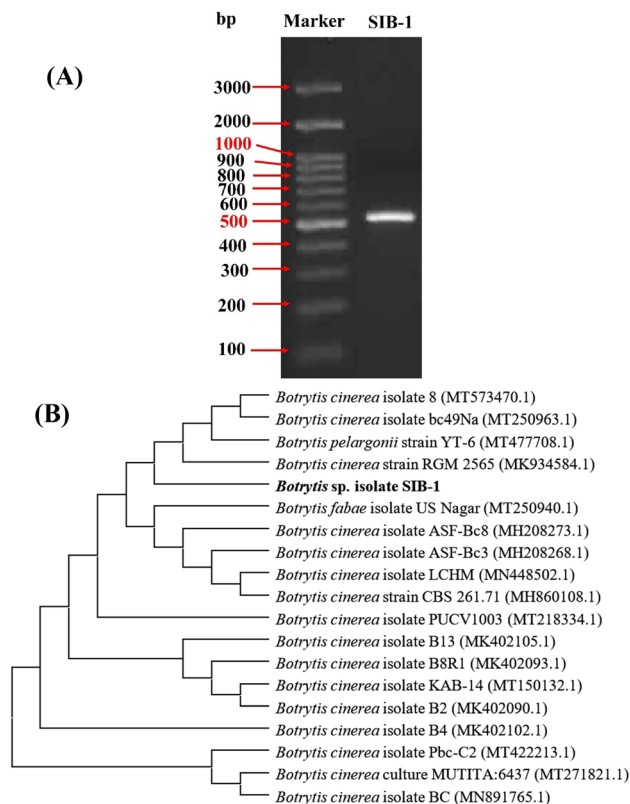 bp Marker SIB-1
(A)
3000
2000
1000
900
800
700
600
500
400
300
200
100
(B)
Botrytis cinerea isolate 8 (MT573470.1)
Botrytis cinerea isolate bc49Na (MT250963.1)
Botrytis pelargonii strain YT-6 (MT477708.1)
Botrytis cinerea strain RGM 2565 (MK934584.1)
Botrytis sp. isolate SIB-1
Botrytis fabae isolate US Nagar (MT250940.1)
Botrytis cinerea isolate ASF-Bc8 (MH208273.1)
Botrytis cinerea isolate ASF-Bc3 (MH208268.1)
Botrytis cinerea isolate LCHM (MN448502.1)
Botrytis cinerea strain CBS 261.71 (MH860108.1)
Botrytis cinerea isolate PUCV1003 (MT218334.1)
Botrytis cinerea isolate B13 (MK402105.1)
Botrytis cinerea isolate B8R1 (MK402093.1)
Botrytis cinerea isolate KAB-14 (MT150132.1)
Botrytis cinerea isolate B2 (MK402090.1)
Botrytis cinerea isolate B4 (MK402102.1)
Botrytis cinerea isolate Pbc-C2 (MT422213.1)
Botrytis cinerea culture MUTITA:6437 (MT271821.1)
Botrytis cinerea isolate BC (MN891765.1)